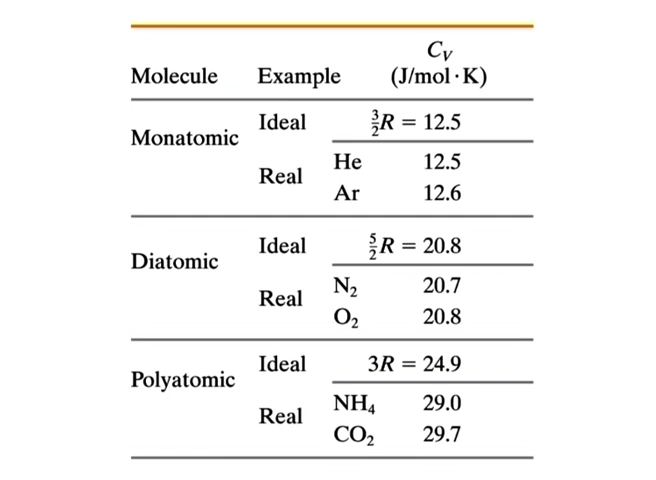 C_V
Molecule Example (J/mol · K)
Ideal 3/2 R = 12.5
Monatomic
He 12.5
Real
Ar 12.6
Ideal 5/2 R = 20.8
Diatomic
N₂ 20.7
Real
O₂ 20.8
Ideal 3R = 24.9
Polyatomic
NH₄ 29.0
Real
CO₂ 29.7